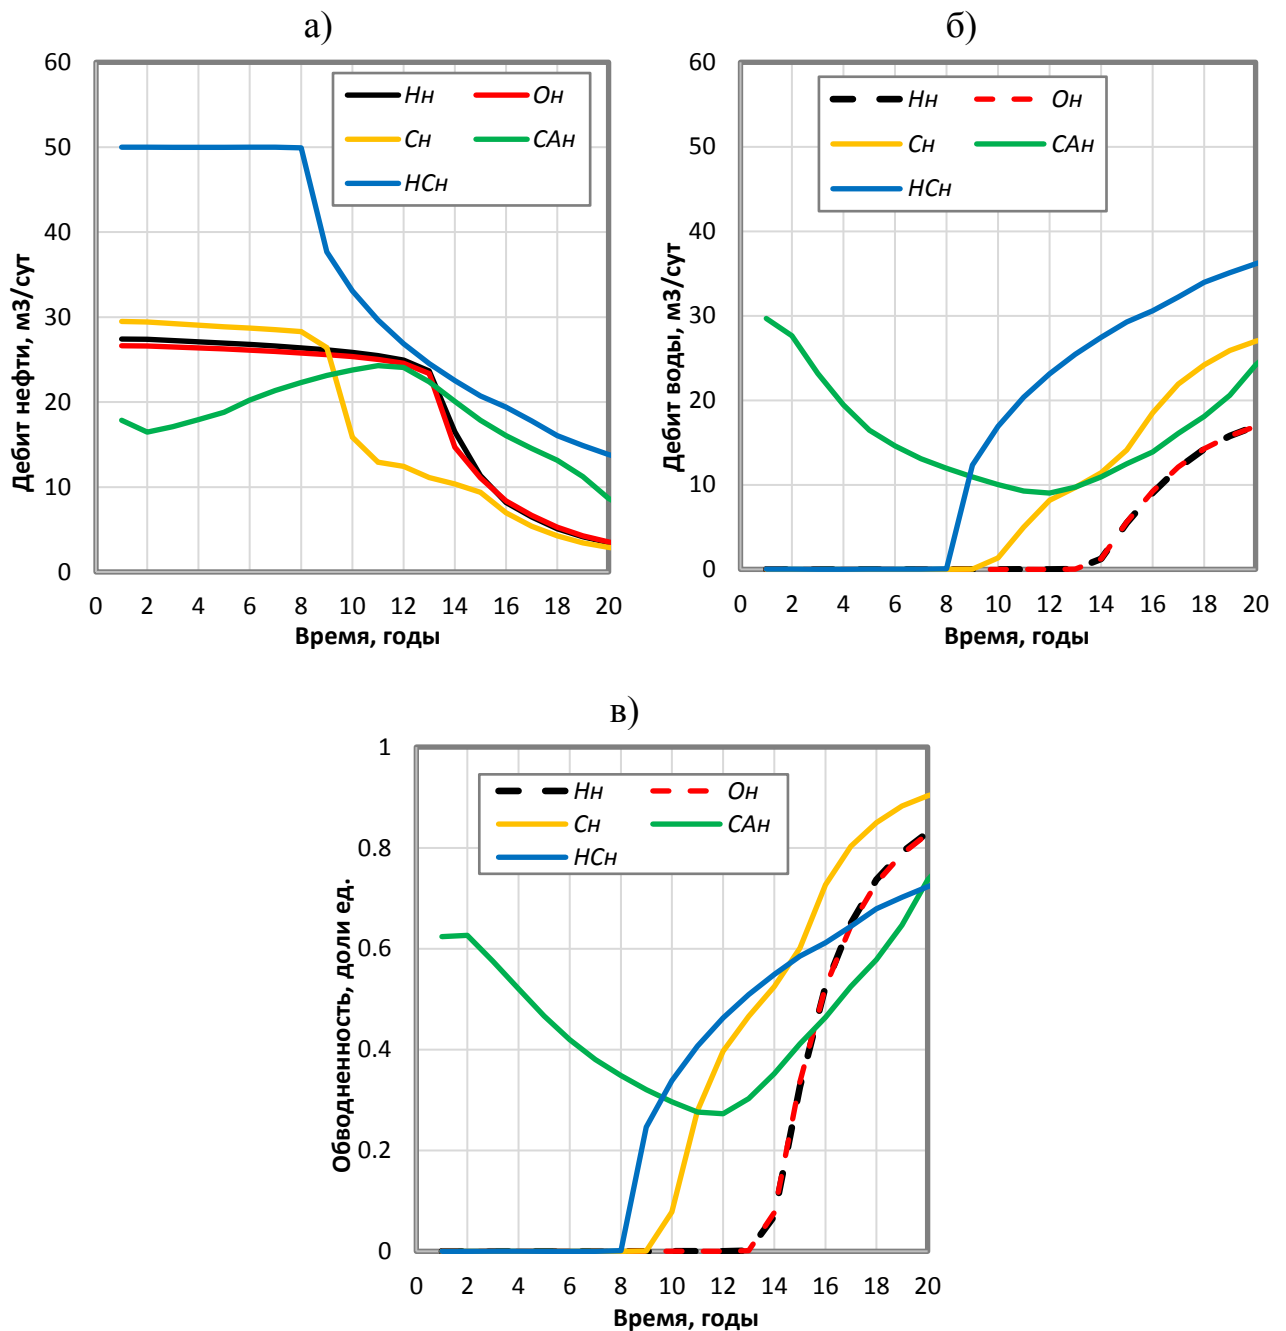 а)
60
50
40
30
20
10
0
Дебит нефти, м3/сут
Нн Он
Сн САн
НСн
0 2 4 6 8 10 12 14 16 18 20
Время, годы
б)
60
50
40
30
20
10
0
Дебит воды, м3/сут
Нн Он
Сн САн
НСн
0 2 4 6 8 10 12 14 16 18 20
Время, годы
в)
1
0.8
0.6
0.4
0.2
0
Обводненность, доли ед.
Нн Он
Сн САн
НСн
0 2 4 6 8 10 12 14 16 18 20
Время, годы